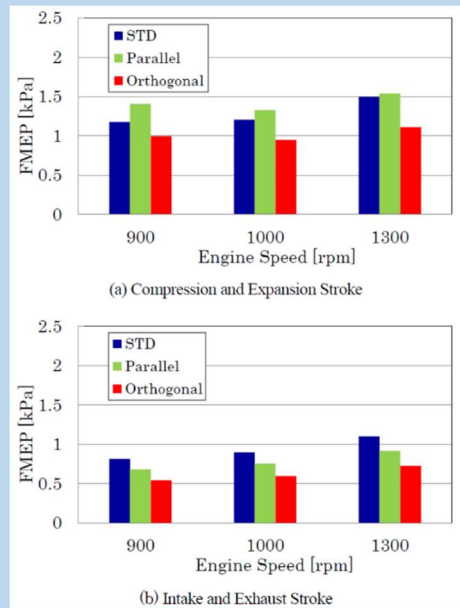 2.5
2
1.5
1
0.5
0
FMEP [kPa]
STD
Parallel
Orthogonal
900 1000 1300
Engine Speed [rpm]
(a) Compression and Expansion Stroke
2.5
2
1.5
1
0.5
0
FMEP [kPa]
STD
Parallel
Orthogonal
900 1000 1300
Engine Speed [rpm]
(b) Intake and Exhaust Stroke